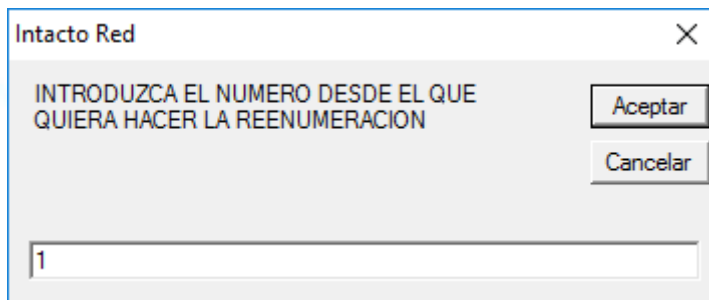 Intacto Red
INTRODUZCA EL NUMERO DESDE EL QUE
QUIERA HACER LA REENUMERACION
Aceptar
Cancelar
1